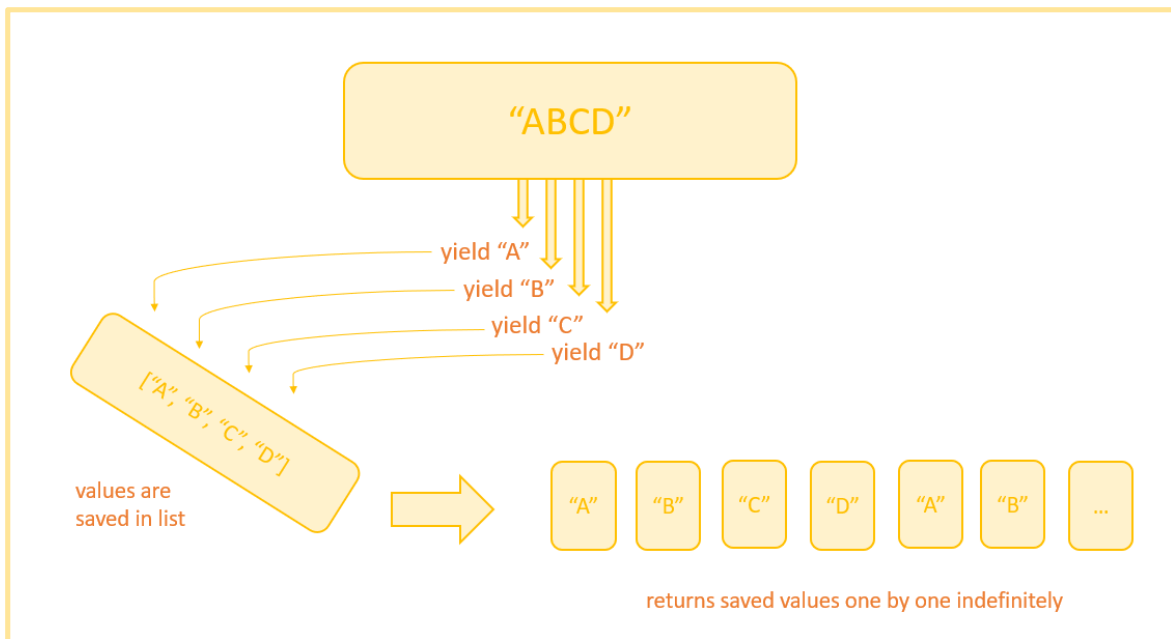 “ABCD”
yield “A”
yield “B”
yield “C”
yield “D”
[“A”, “B”, “C”, “D”]
values are
saved in list
“A” “B” “C” “D” “A” “B” ...
returns saved values one by one indefinitely